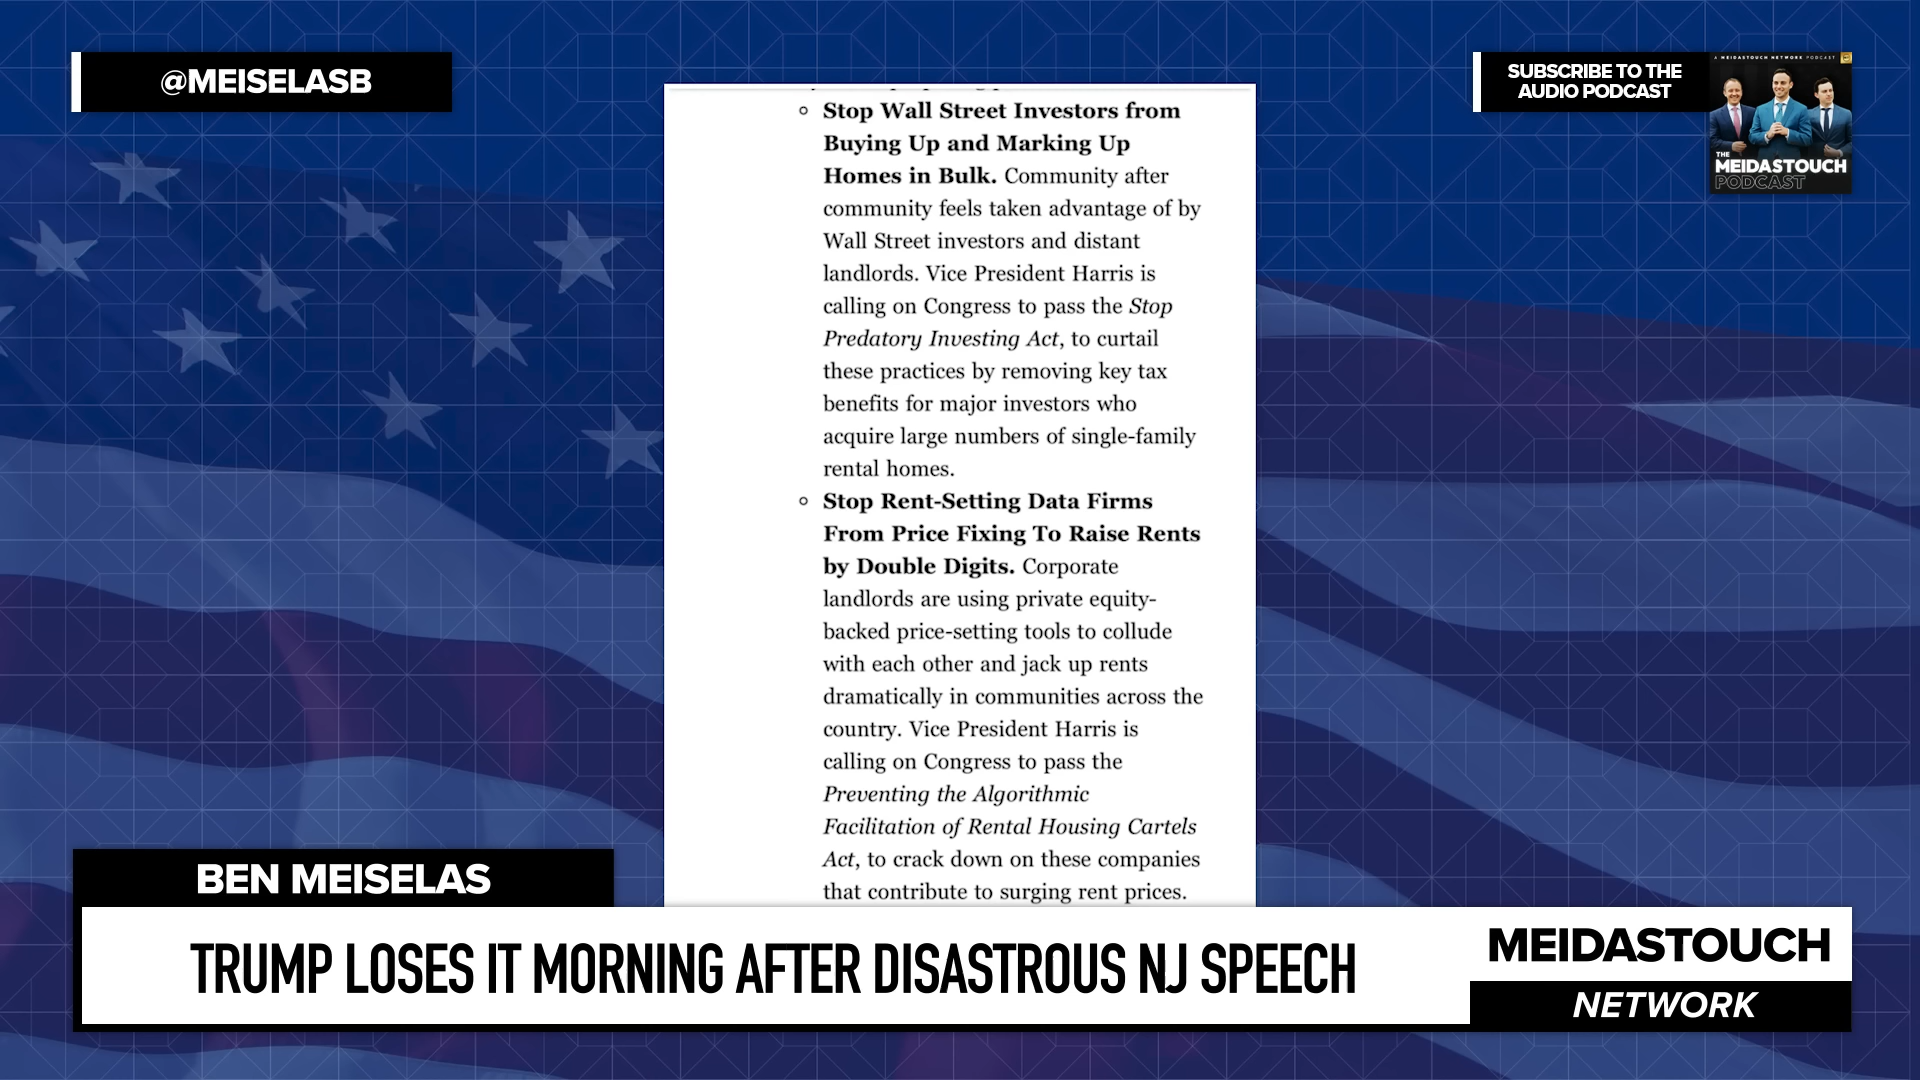 @MEISELASB
SUBSCRIBE TO THE
AUDIO PODCAST
A MEIDASTOUCH NETWORK PODCAST
THE
MEIDASTOUCH
PODCAST
Stop Wall Street Investors from
Buying Up and Marking Up
Homes in Bulk. Community after
community feels taken advantage of by
Wall Street investors and distant
landlords. Vice President Harris is
calling on Congress to pass the Stop
Predatory Investing Act, to curtail
these practices by removing key tax
benefits for major investors who
acquire large numbers of single-family
rental homes.
Stop Rent-Setting Data Firms
From Price Fixing To Raise Rents
by Double Digits. Corporate
landlords are using private equity-
backed price-setting tools to collude
with each other and jack up rents
dramatically in communities across the
country. Vice President Harris is
calling on Congress to pass the
Preventing the Algorithmic
Facilitation of Rental Housing Cartels
Act, to crack down on these companies
that contribute to surging rent prices.
BEN MEISELAS
TRUMP LOSES IT MORNING AFTER DISASTROUS NJ SPEECH
MEIDASTOUCH
NETWORK